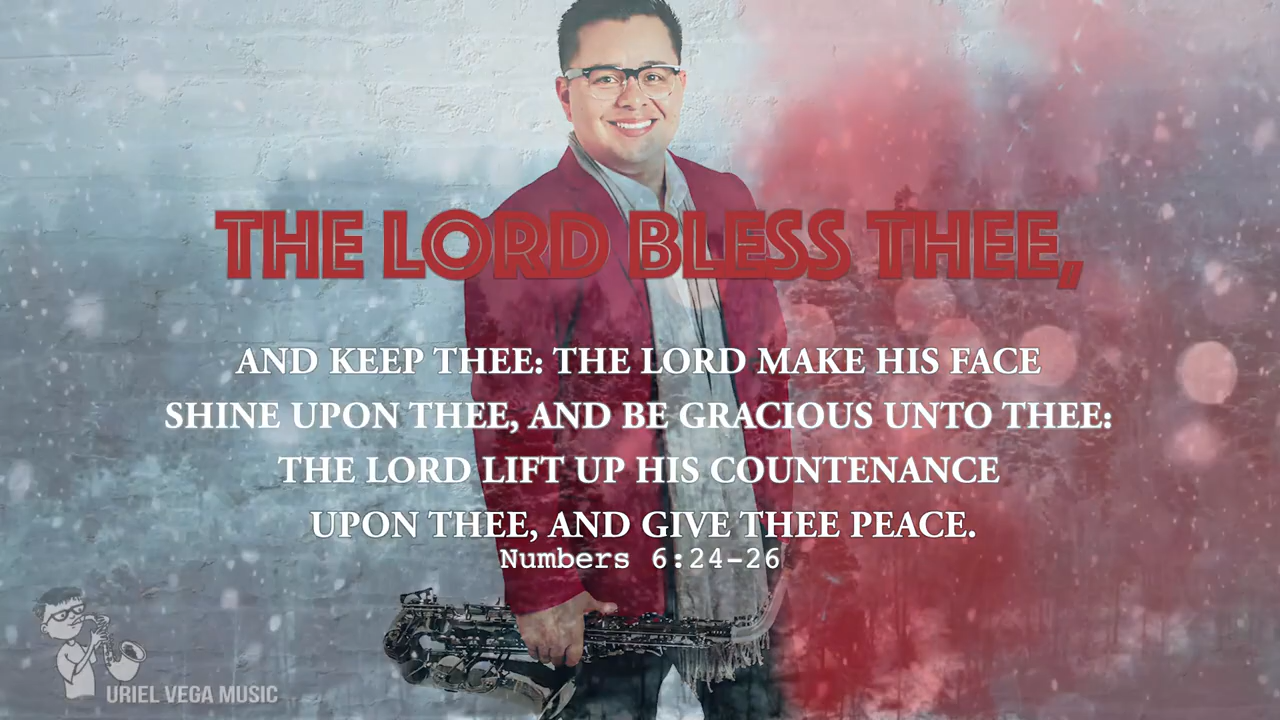 THE LORD BLESS THEE,
AND KEEP THEE: THE LORD MAKE HIS FACE
SHINE UPON THEE, AND BE GRACIOUS UNTO THEE:
THE LORD LIFT UP HIS COUNTENANCE
UPON THEE, AND GIVE THEE PEACE.
Numbers 6:24-26
URIEL VEGA MUSIC